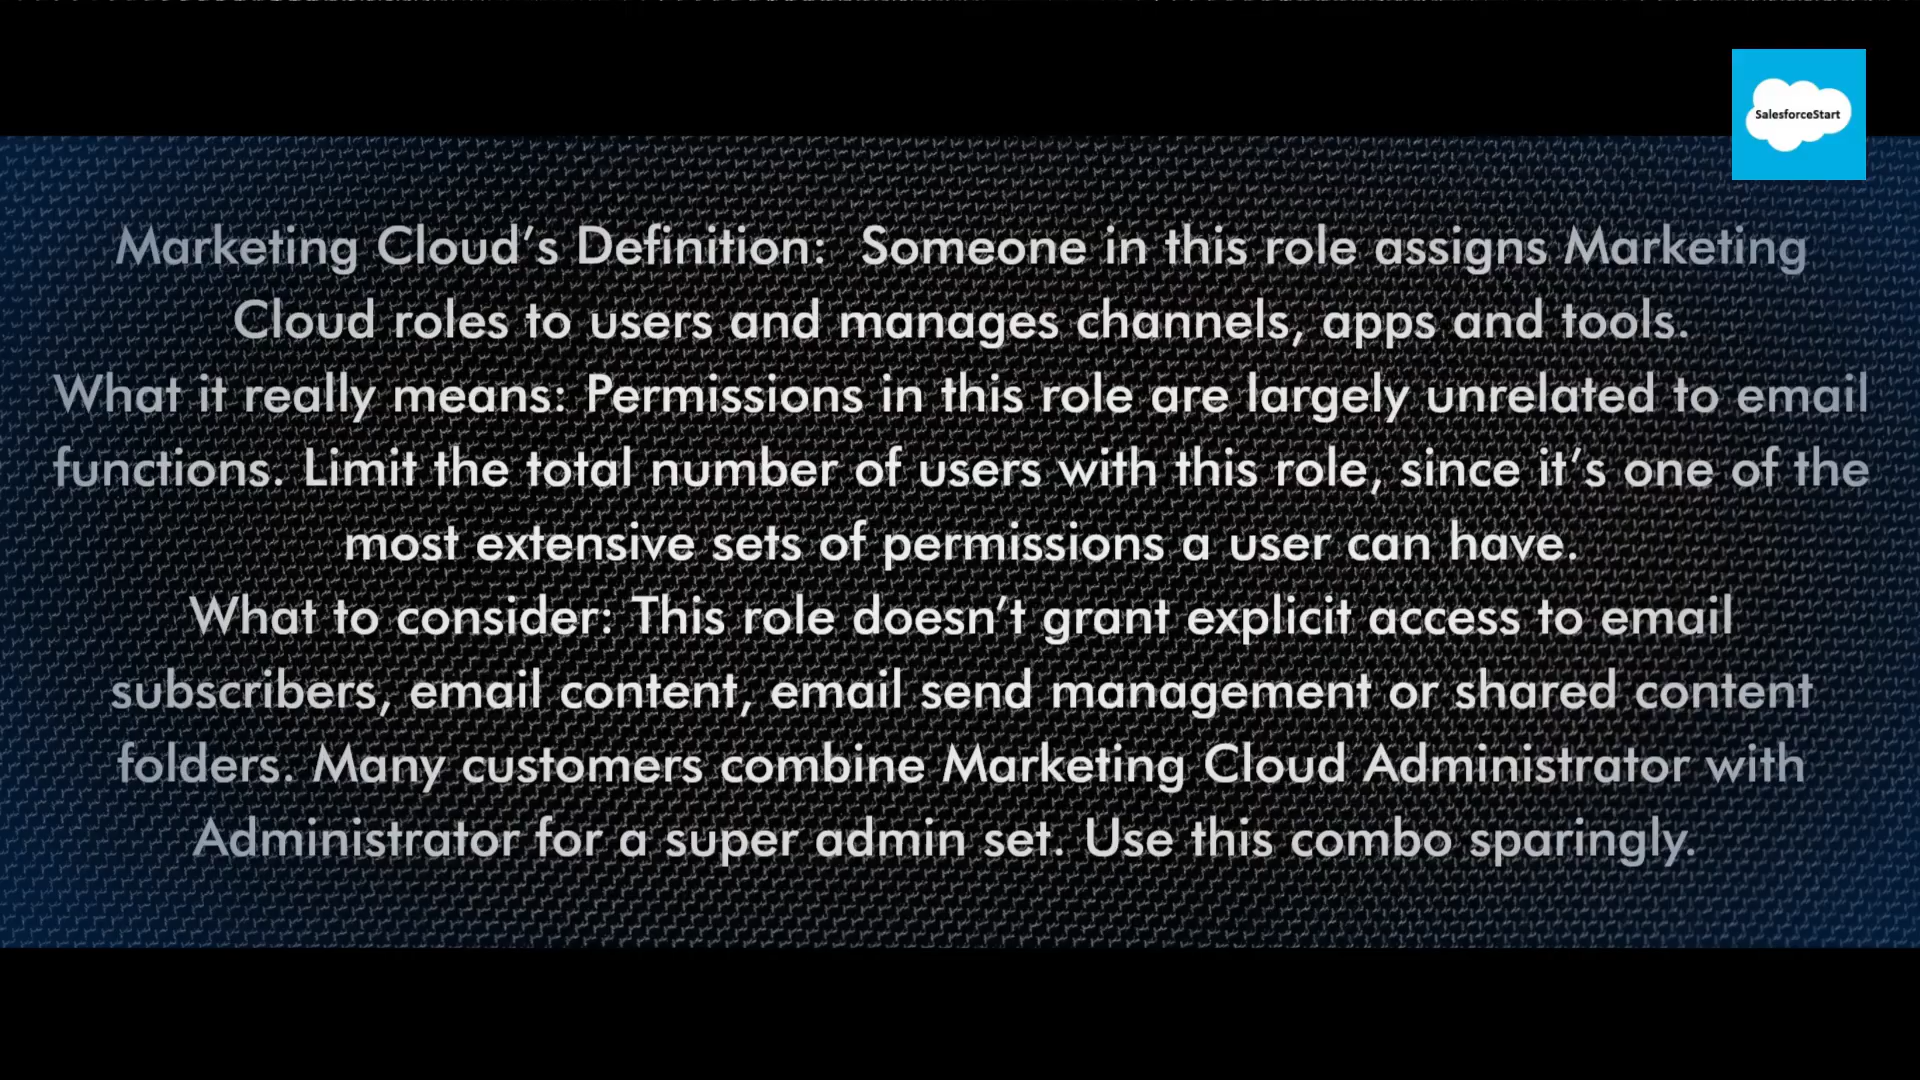 SalesforceStart
Marketing Cloud’s Definition:  Someone in this role assigns Marketing
Cloud roles to users and manages channels, apps and tools.
What it really means: Permissions in this role are largely unrelated to email
functions. Limit the total number of users with this role, since it’s one of the
most extensive sets of permissions a user can have.
What to consider: This role doesn’t grant explicit access to email
subscribers, email content, email send management or shared content
folders. Many customers combine Marketing Cloud Administrator with
Administrator for a super admin set. Use this combo sparingly.